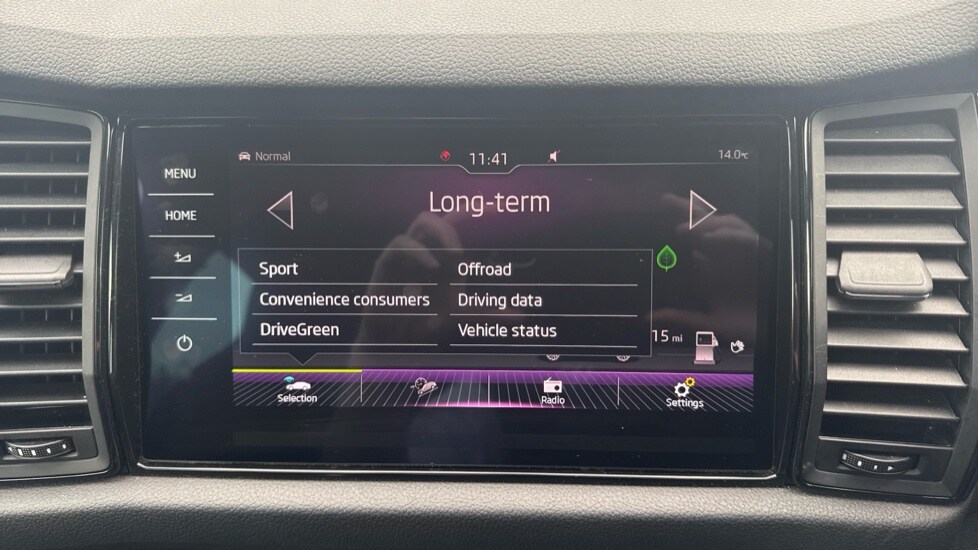 Normal 11:41 14.0°C
MENU
HOME
Long-term
Sport Offroad
Convenience consumers Driving data
DriveGreen Vehicle status
15 mi
Selection Radio Settings